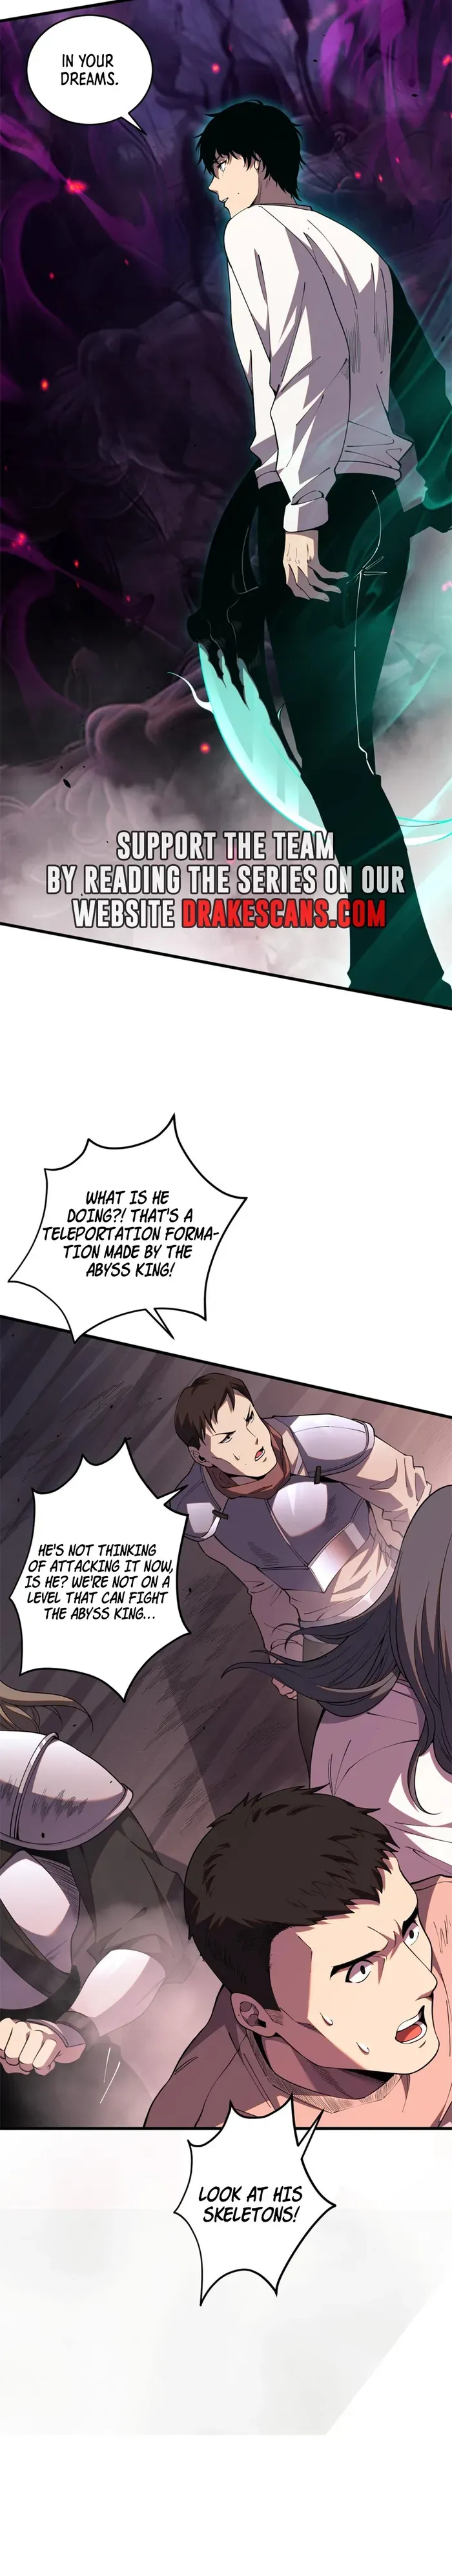 IN YOUR
DREAMS.
SUPPORT THE TEAM
BY READING THE SERIES ON OUR
WEBSITE DRAKESCANS.COM
WHAT IS HE
DOING?! THAT'S A
TELEPORTATION FORMA-
TION MADE BY THE
ABYSS KING!
HE'S NOT THINKING
OF ATTACKING IT NOW,
IS HE? WE'RE NOT ON A
LEVEL THAT CAN FIGHT
THE ABYSS KING...
LOOK AT HIS
SKELETONS!